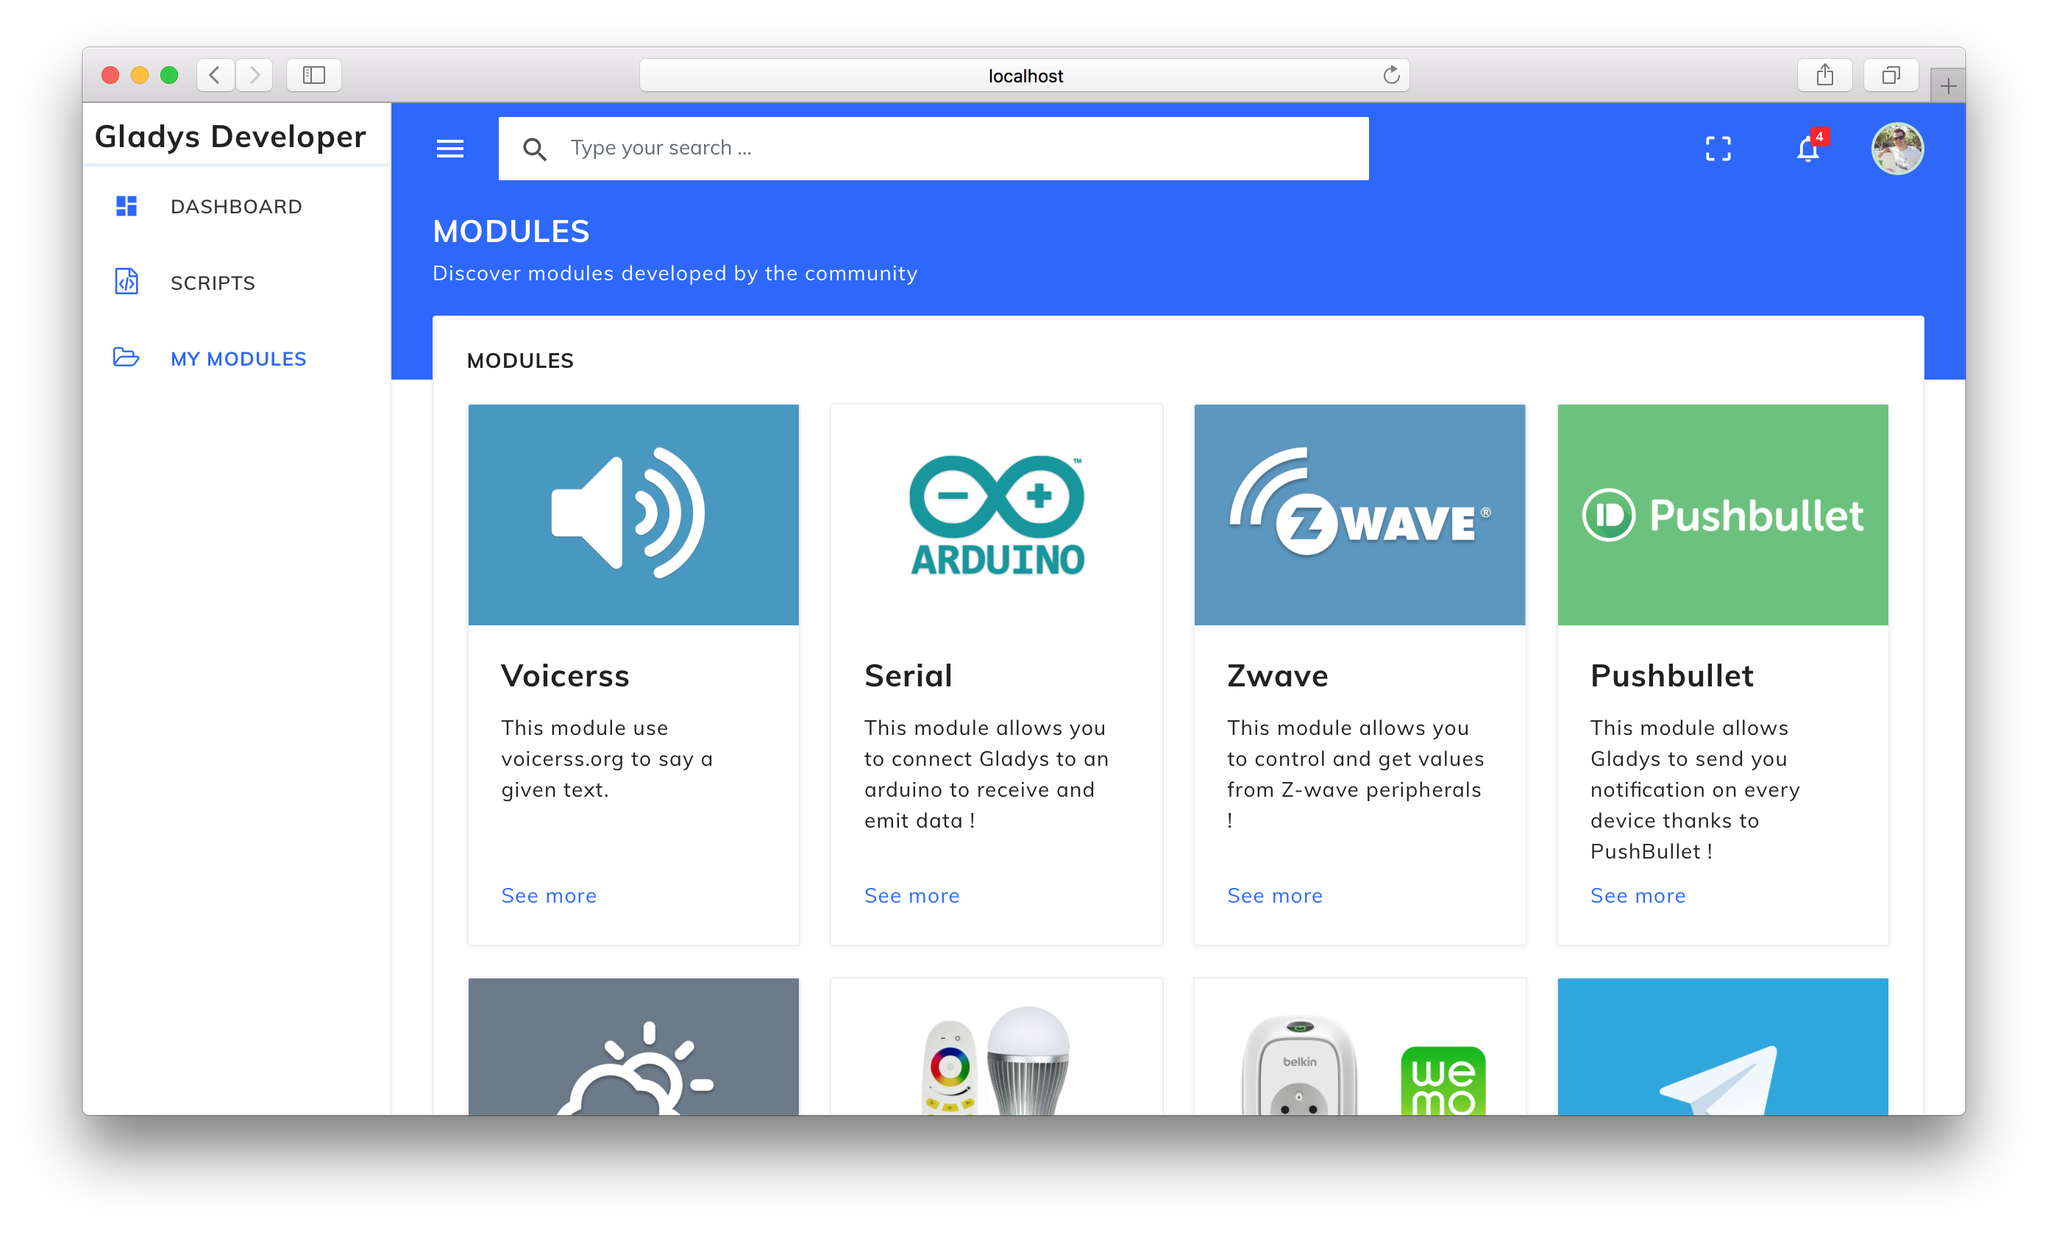 localhost
Gladys Developer
Type your search ...
4
DASHBOARD
SCRIPTS
MY MODULES
MODULES
Discover modules developed by the community
MODULES
ARDUINO
TM
Z WAVE®
Pushbullet
Voicerss
This module use
voicerss.org to say a
given text.
See more
Serial
This module allows you
to connect Gladys to an
arduino to receive and
emit data !
See more
Zwave
This module allows you
to control and get values
from Z-wave peripherals
!
See more
Pushbullet
This module allows
Gladys to send you
notification on every
device thanks to
PushBullet !
See more
belkin
we
mo